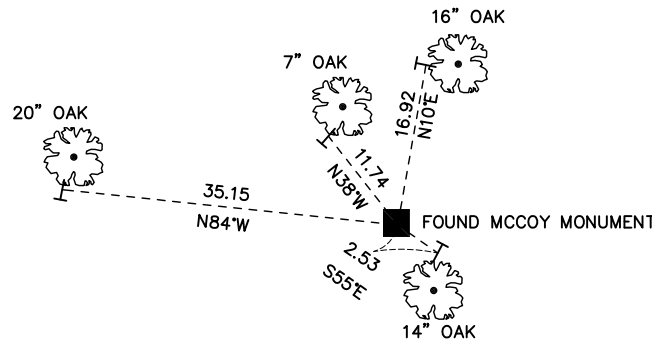 16” OAK
7” OAK
20” OAK
16.92
N10°E
11.74
N38°W
35.15
N84°W
FOUND MCCOY MONUMENT
2.53
S55°E
14” OAK